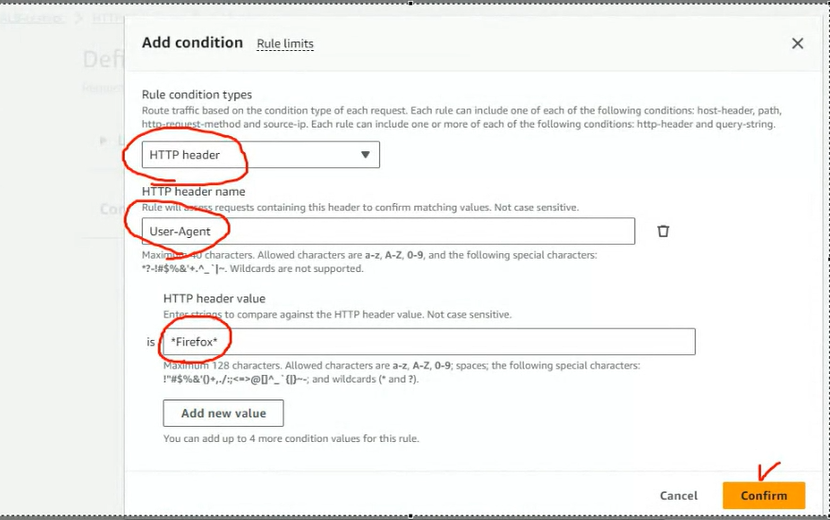 Add condition Rule limits
Rule condition types
Route traffic based on the condition type of each request. Each rule can include one of each of the following conditions: host-header, path,
http-request-method and source-ip. Each rule can include one or more of each of the following conditions: http-header and query-string.
HTTP header
HTTP header name
Rule will assess requests containing this header to confirm matching values. Not case sensitive.
User-Agent
Maximum 40 characters. Allowed characters are a-z, A-Z, 0-9, and the following special characters:
*?-!#$%&'+.^_`|~. Wildcards are not supported.
HTTP header value
Enter strings to compare against the HTTP header value. Not case sensitive.
is *Firefox*
Maximum 128 characters. Allowed characters are a-z, A-Z, 0-9; spaces; the following special characters:
!"#$%&'()+,./:;<=>@[]^_`{|}~-; and wildcards (* and ?).
Add new value
You can add up to 4 more condition values for this rule.
Cancel Confirm